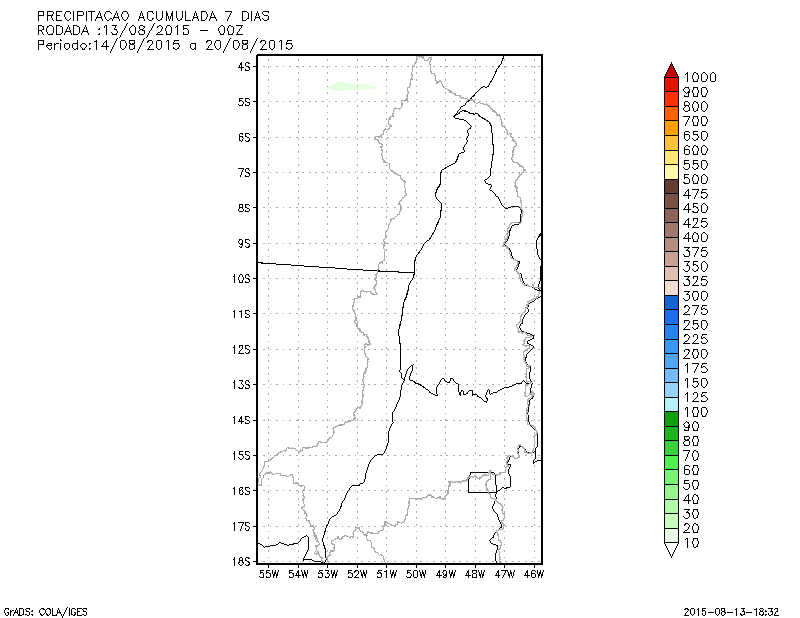 PRECIPITACAO ACUMULADA 7 DIAS
RODADA :13/08/2015 – 00Z
Periodo:14/08/2015 a 20/08/2015
4S
5S
6S
7S
8S
9S
10S
11S
12S
13S
14S
15S
16S
17S
18S
55W 54W 53W 52W 51W 50W 49W 48W 47W 46W
1000
900
800
700
650
600
550
500
475
450
425
400
375
350
325
300
275
250
225
200
175
150
125
100
90
80
70
60
50
40
30
20
10
GrADS: COLA/IGES
2015-08-13-18:32